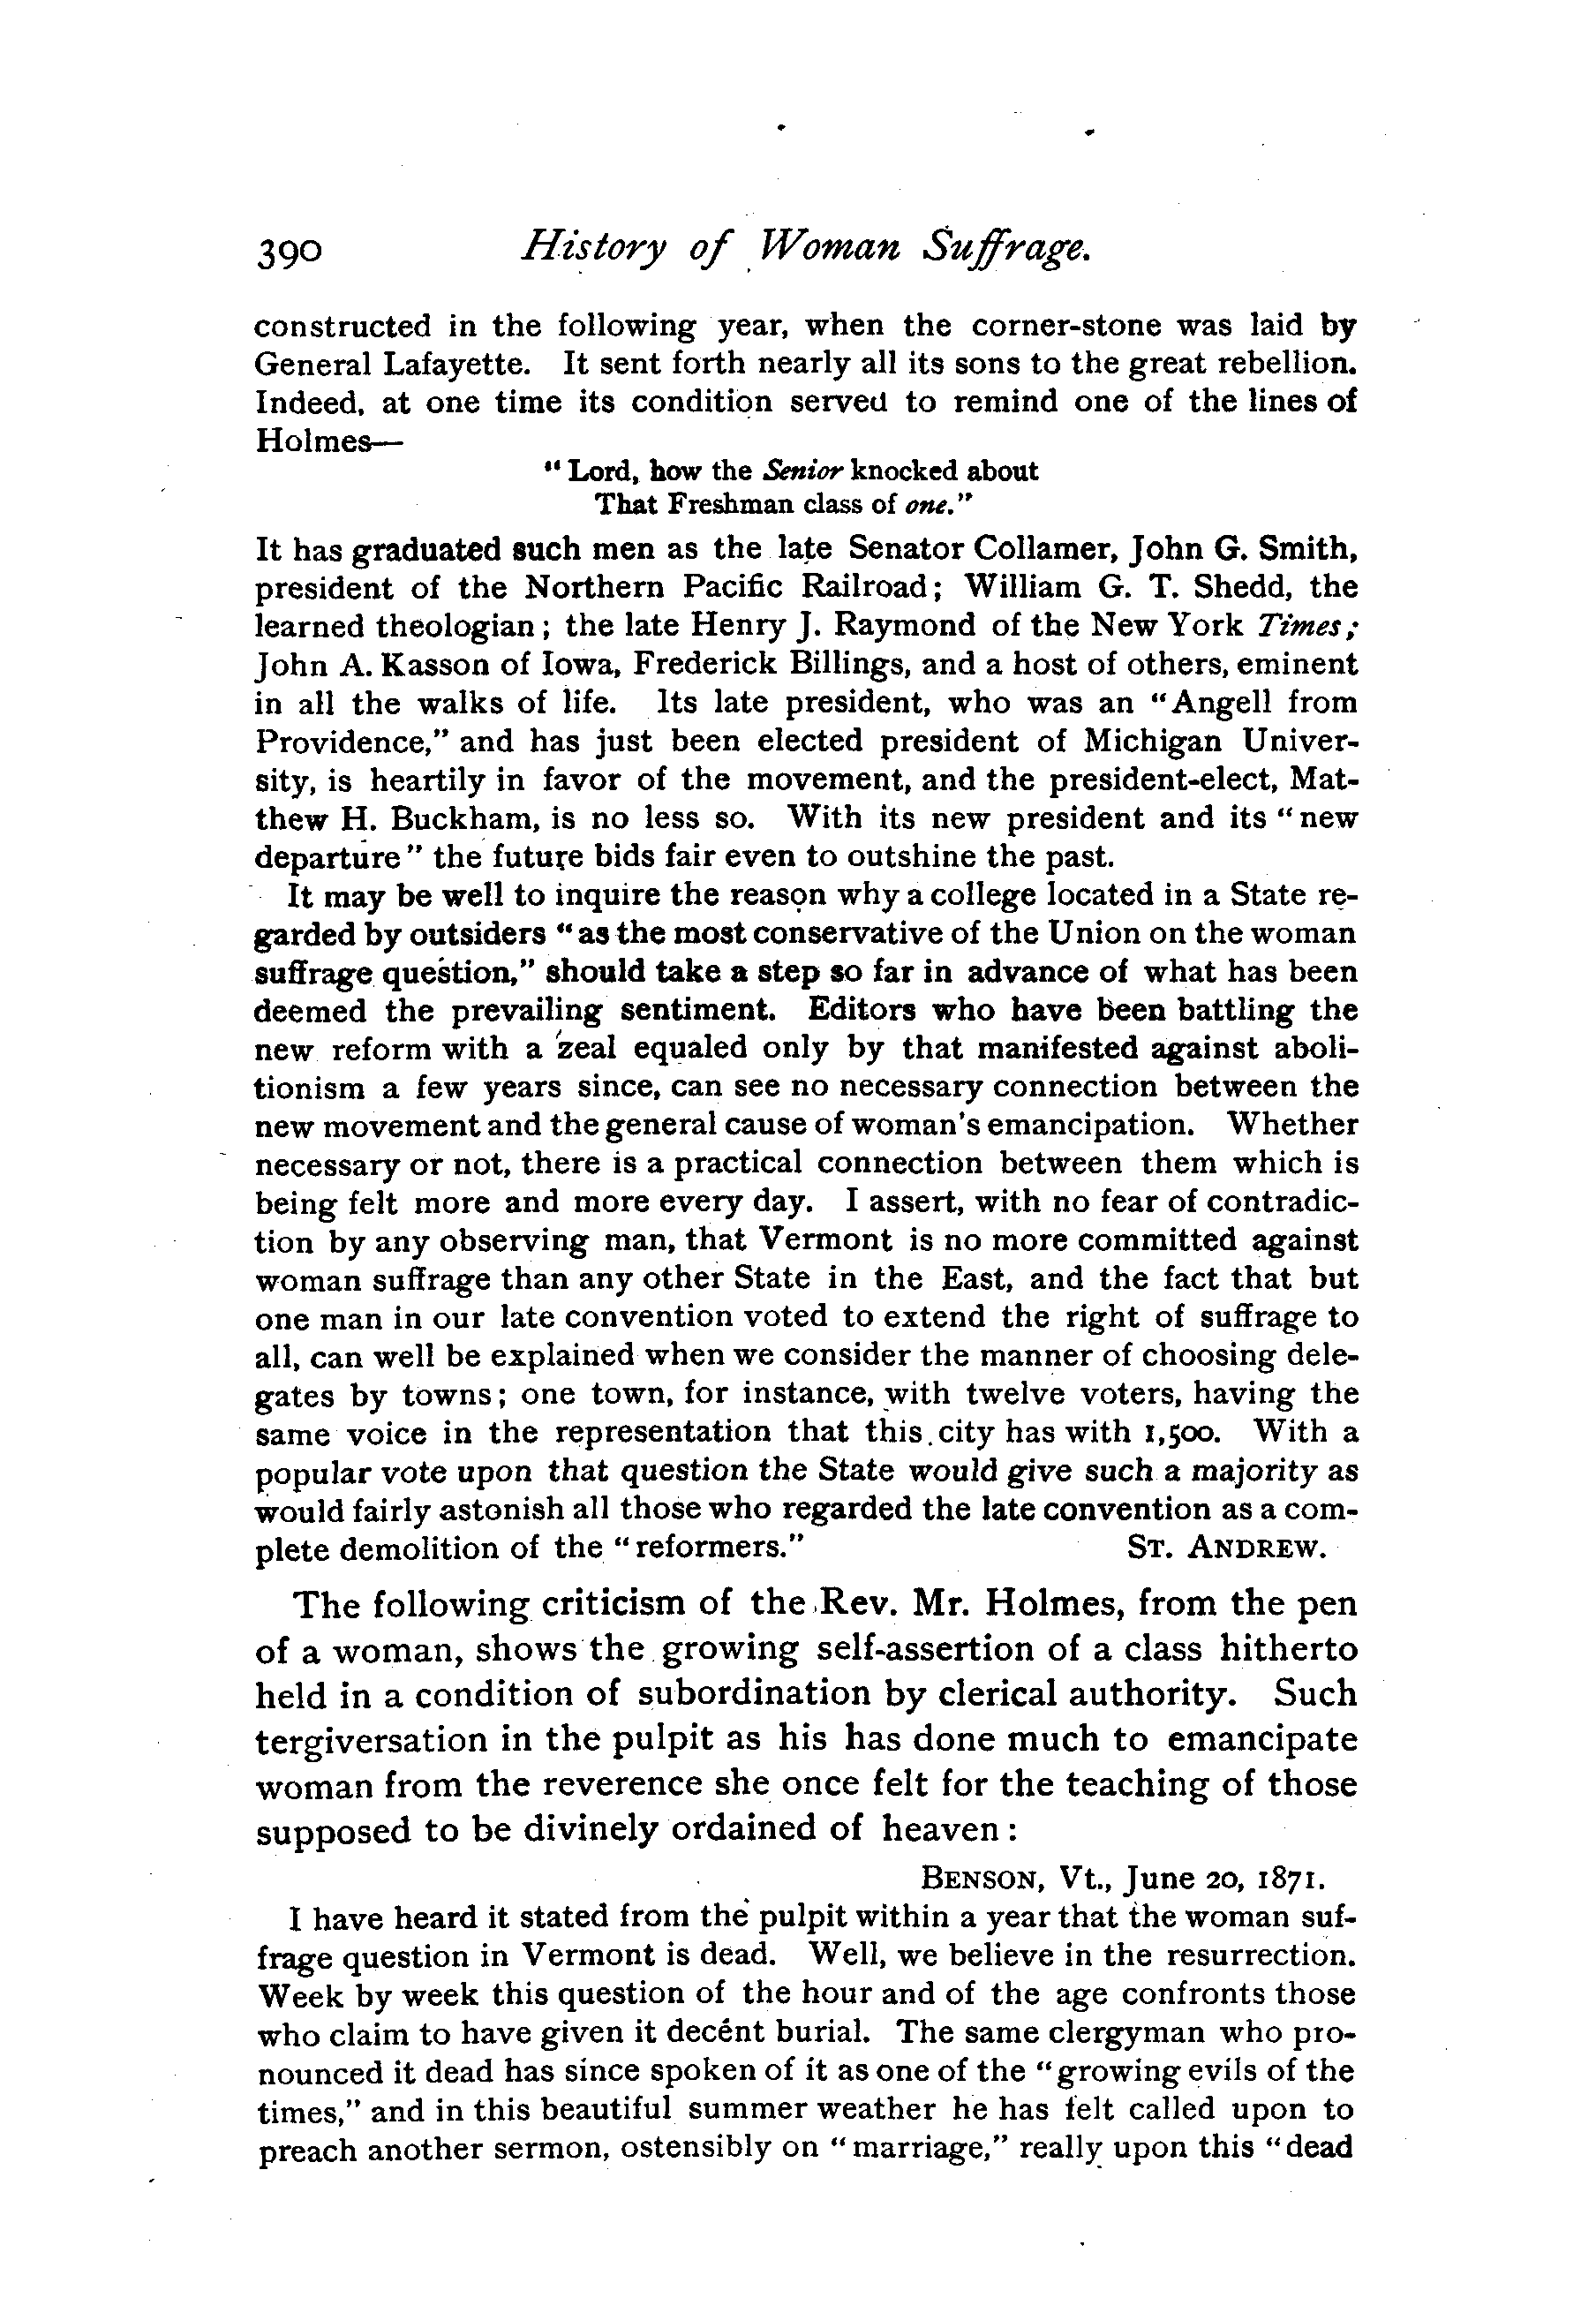 390 History of Woman Suffrage.
constructed in the following year, when the corner-stone was laid by
General Lafayette. It sent forth nearly all its sons to the great rebellion.
Indeed, at one time its condition served to remind one of the lines of
Holmes—
"Lord, how the Senior knocked about
That Freshman class of one."
It has graduated such men as the late Senator Collamer, John G. Smith,
president of the Northern Pacific Railroad; William G. T. Shedd, the
learned theologian; the late Henry J. Raymond of the New York Times;
John A. Kasson of Iowa, Frederick Billings, and a host of others, eminent
in all the walks of life. Its late president, who was an "Angell from
Providence," and has just been elected president of Michigan Univer-
sity, is heartily in favor of the movement, and the president-elect, Mat-
thew H. Buckham, is no less so. With its new president and its "new
departure" the future bids fair even to outshine the past.
It may be well to inquire the reason why a college located in a State re-
garded by outsiders "as the most conservative of the Union on the woman
suffrage question," should take a step so far in advance of what has been
deemed the prevailing sentiment. Editors who have been battling the
new reform with a zeal equaled only by that manifested against aboli-
tionism a few years since, can see no necessary connection between the
new movement and the general cause of woman's emancipation. Whether
necessary or not, there is a practical connection between them which is
being felt more and more every day. I assert, with no fear of contradic-
tion by any observing man, that Vermont is no more committed against
woman suffrage than any other State in the East, and the fact that but
one man in our late convention voted to extend the right of suffrage to
all, can well be explained when we consider the manner of choosing dele-
gates by towns; one town, for instance, with twelve voters, having the
same voice in the representation that this city has with 1,500. With a
popular vote upon that question the State would give such a majority as
would fairly astonish all those who regarded the late convention as a com-
plete demolition of the "reformers." ST. ANDREW.
The following criticism of the Rev. Mr. Holmes, from the pen
of a woman, shows the growing self-assertion of a class hitherto
held in a condition of subordination by clerical authority. Such
tergiversation in the pulpit as his has done much to emancipate
woman from the reverence she once felt for the teaching of those
supposed to be divinely ordained of heaven:
BENSON, Vt., June 20, 1871.
I have heard it stated from the pulpit within a year that the woman suf-
frage question in Vermont is dead. Well, we believe in the resurrection.
Week by week this question of the hour and of the age confronts those
who claim to have given it decent burial. The same clergyman who pro-
nounced it dead has since spoken of it as one of the "growing evils of the
times," and in this beautiful summer weather he has felt called upon to
preach another sermon, ostensibly on "marriage," really upon this "dead